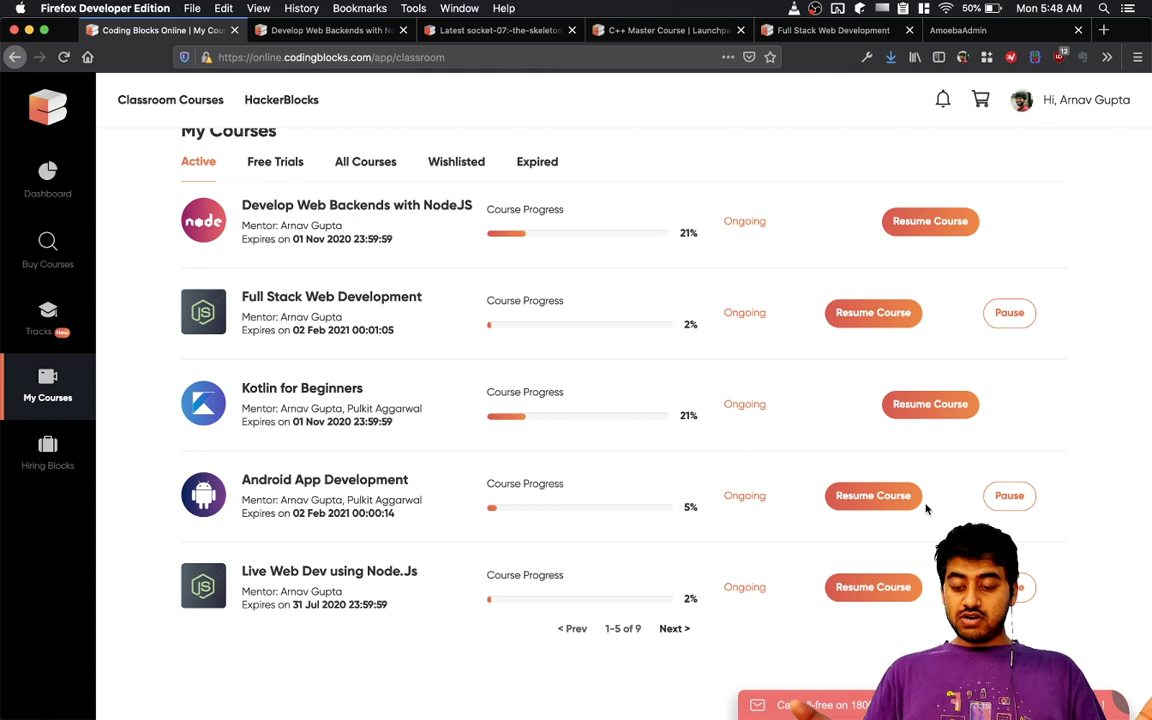 Firefox Developer Edition File Edit View History Bookmarks Tools Window Help 50% Mon 5:48 AM
Coding Blocks Online | My Cou Develop Web Backends with N Latest socket-07:-the-skeleton C++ Master Course | Launchpa Full Stack Web Development AmoebaAdmin
https://online.codingblocks.com/app/classroom 12
Classroom Courses HackerBlocks Hi, Arnav Gupta
My Courses
Active Free Trials All Courses Wishlisted Expired
Dashboard
Buy Courses
Tracks New
My Courses
Hiring Blocks
node
Develop Web Backends with NodeJS
Mentor: Arnav Gupta
Expires on 01 Nov 2020 23:59:59
Course Progress
21%
Ongoing
Resume Course
JS
Full Stack Web Development
Mentor: Arnav Gupta
Expires on 02 Feb 2021 00:01:05
Course Progress
2%
Ongoing
Resume Course
Pause
Kotlin for Beginners
Mentor: Arnav Gupta, Pulkit Aggarwal
Expires on 01 Nov 2020 23:59:59
Course Progress
21%
Ongoing
Resume Course
Android App Development
Mentor: Arnav Gupta, Pulkit Aggarwal
Expires on 02 Feb 2021 00:00:14
Course Progress
5%
Ongoing
Resume Course
Pause
JS
Live Web Dev using Node.Js
Mentor: Arnav Gupta
Expires on 31 Jul 2020 23:59:59
Course Progress
2%
Ongoing
Resume Course
< Prev 1-5 of 9 Next >